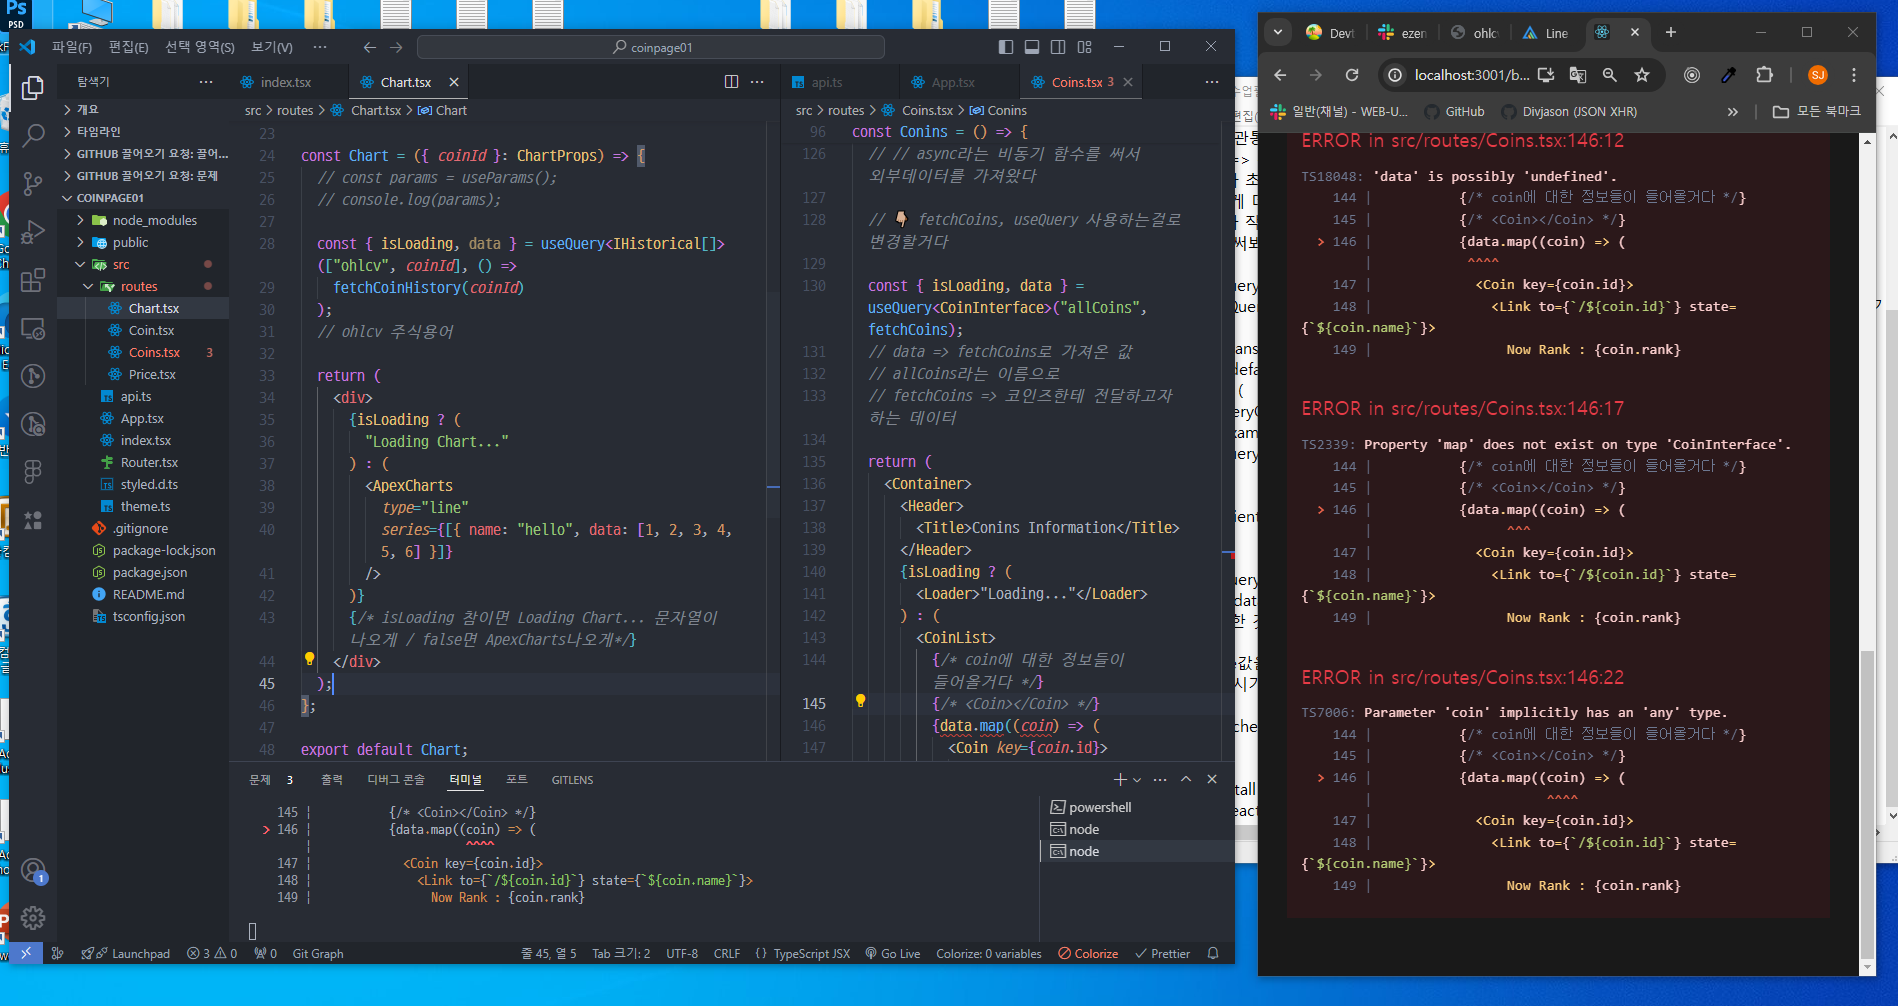 Ps
PSD
파일(F) 편집(E) 선택 영역(S) 보기(V) ···
coinpage01
탐색기 ···
개요
타임라인
GITHUB 끌어오기 요청: 끌어...
GITHUB 끌어오기 요청: 문제
COINPAGE01
node_modules
public
src
routes
Chart.tsx
Coin.tsx
Coins.tsx 3
Price.tsx
api.ts
App.tsx
index.tsx
Router.tsx
styled.d.ts
theme.ts
.gitignore
package-lock.json
package.json
README.md
tsconfig.json
index.tsx
Chart.tsx
src > routes > Chart.tsx > Chart
23
24 const Chart = ({ coinId }: ChartProps) => {
25 // const params = useParams();
26 // console.log(params);
27
28 const { isLoading, data } = useQuery<IHistorical[]>
(["ohlcv", coinId], () =>
29 fetchCoinHistory(coinId)
30 );
31 // ohlcv 주식용어
32
33 return (
34 <div>
35 {isLoading ? (
36 "Loading Chart..."
37 ) : (
38 <ApexCharts
39 type="line"
40 series={[{ name: "hello", data: [1, 2, 3, 4,
5, 6] }]}
41 />
42 )}
43 {/* isLoading 참이면 Loading Chart... 문자열이
나오게 / false면 ApexCharts나오게*/}
44 </div>
45 );
46 };
47
48 export default Chart;
api.ts
App.tsx
Coins.tsx 3
src > routes > Coins.tsx > Conins
96 const Conins = () => {
126 // // async라는 비동기 함수를 써서
외부데이터를 가져왔다
127
128 // 👇 fetchCoins, useQuery 사용하는걸로
변경할거다
129
130 const { isLoading, data } =
useQuery<CoinInterface>("allCoins",
fetchCoins);
131 // data => fetchCoins로 가져온 값
132 // allCoins라는 이름으로
133 // fetchCoins => 코인즈한테 전달하고자
하는 데이터
134
135 return (
136 <Container>
137 <Header>
138 <Title>Conins Information</Title>
139 </Header>
140 {isLoading ? (
141 <Loader>"Loading..."</Loader>
142 ) : (
143 <CoinList>
144 {/* coin에 대한 정보들이
들어올거다 */}
145 {/* <Coin></Coin> */}
146 {data.map((coin) => (
147 <Coin key={coin.id}>
문제 3 출력 디버그 콘솔 터미널 포트 GITLENS
145 | {/* <Coin></Coin> */}
> 146 | {data.map((coin) => (
| ^^^^
147 | <Coin key={coin.id}>
148 | <Link to={`/${coin.id}`} state={`${coin.name}`}>
149 | Now Rank : {coin.rank}
powershell
node
node
Launchpad 3 0 0 Git Graph 줄 45, 열 5 Tab 크기: 2 UTF-8 CRLF {} TypeScript JSX Go Live Colorize: 0 variables Colorize Prettier
Devt ezen ohlc Line
localhost:3001/b...
SJ
일반(채널) - WEB-U... GitHub Divjason (JSON XHR) » 모든 북마크
ERROR in src/routes/Coins.tsx:146:12
TS18048: 'data' is possibly 'undefined'.
144 | {/* coin에 대한 정보들이 들어올거다 */}
145 | {/* <Coin></Coin> */}
> 146 | {data.map((coin) => (
| ^^^^
147 | <Coin key={coin.id}>
148 | <Link to={`/${coin.id}`} state=
{`${coin.name}`}>
149 | Now Rank : {coin.rank}
ERROR in src/routes/Coins.tsx:146:17
TS2339: Property 'map' does not exist on type 'CoinInterface'.
144 | {/* coin에 대한 정보들이 들어올거다 */}
145 | {/* <Coin></Coin> */}
> 146 | {data.map((coin) => (
| ^^^
147 | <Coin key={coin.id}>
148 | <Link to={`/${coin.id}`} state=
{`${coin.name}`}>
149 | Now Rank : {coin.rank}
ERROR in src/routes/Coins.tsx:146:22
TS7006: Parameter 'coin' implicitly has an 'any' type.
144 | {/* coin에 대한 정보들이 들어올거다 */}
145 | {/* <Coin></Coin> */}
> 146 | {data.map((coin) => (
| ^^^^
147 | <Coin key={coin.id}>
148 | <Link to={`/${coin.id}`} state=
{`${coin.name}`}>
149 | Now Rank : {coin.rank}